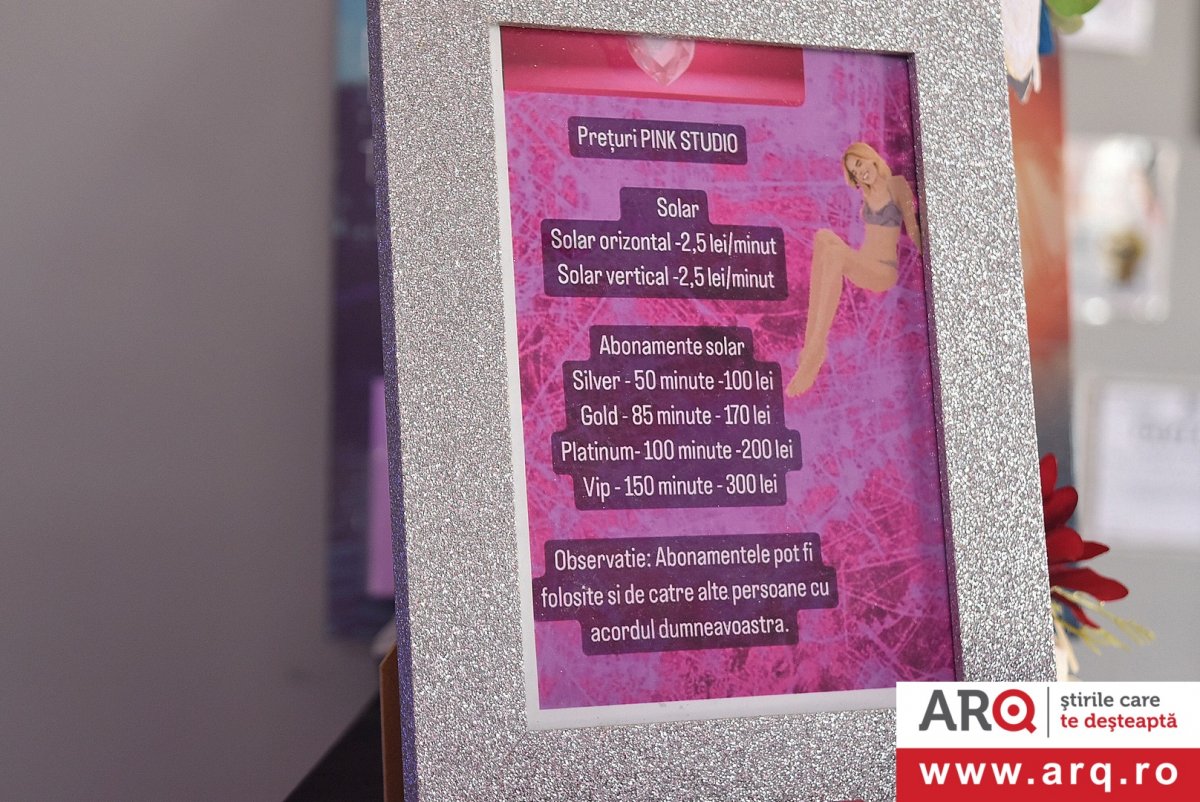 Prețuri PINK STUDIO
Solar
Solar orizontal -2,5 lei/minut
Solar vertical -2,5 lei/minut
Abonamente solar
Silver - 50 minute -100 lei
Gold - 85 minute - 170 lei
Platinum- 100 minute -200 lei
Vip - 150 minute - 300 lei
Observatie: Abonamentele pot fi
folosite si de catre alte persoane cu
acordul dumneavoastra.
ARQ
știrile care
te deșteaptă
www.arq.ro